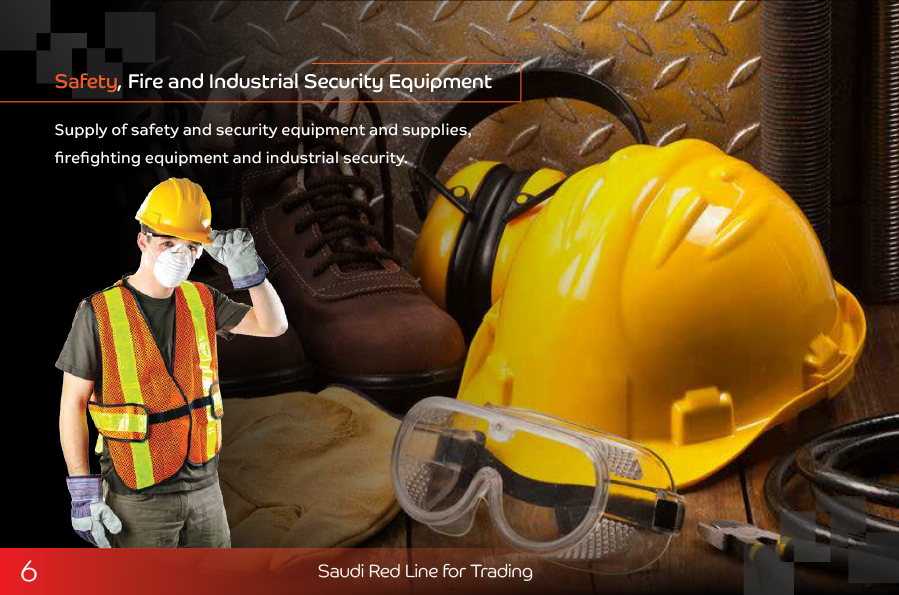 Safety, Fire and Industrial Security Equipment
Supply of safety and security equipment and supplies,
firefighting equipment and industrial security.
6
Saudi Red Line for Trading